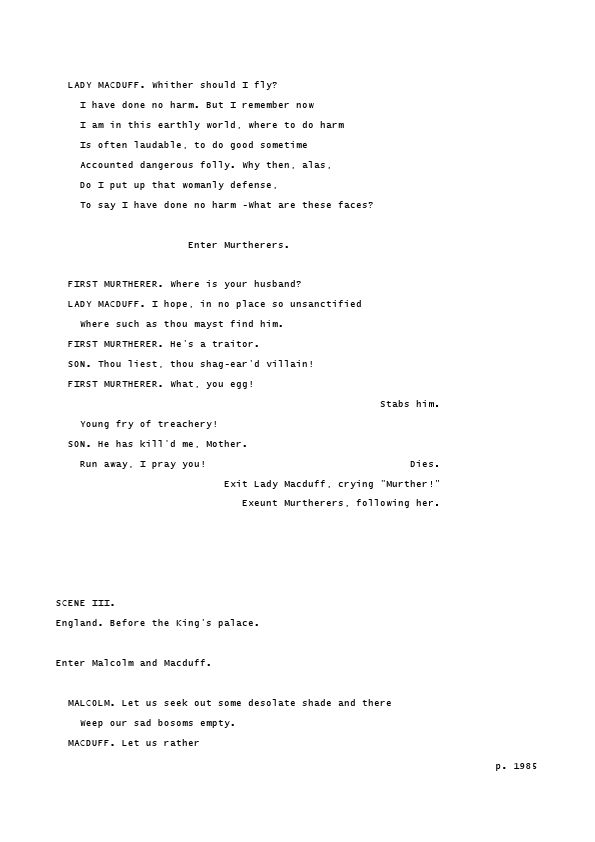 LADY MACDUFF. Whither should I fly?
I have done no harm. But I remember now
I am in this earthly world, where to do harm
Is often laudable, to do good sometime
Accounted dangerous folly. Why then, alas,
Do I put up that womanly defense,
To say I have done no harm -What are these faces?
Enter Murtherers.
FIRST MURTHERER. Where is your husband?
LADY MACDUFF. I hope, in no place so unsanctified
Where such as thou mayst find him.
FIRST MURTHERER. He's a traitor.
SON. Thou liest, thou shag-ear'd villain!
FIRST MURTHERER. What, you egg!
Stabs him.
Young fry of treachery!
SON. He has kill'd me, Mother.
Run away, I pray you! Dies.
Exit Lady Macduff, crying "Murther!"
Exeunt Murtherers, following her.
SCENE III.
England. Before the King's palace.
Enter Malcolm and Macduff.
MALCOLM. Let us seek out some desolate shade and there
Weep our sad bosoms empty.
MACDUFF. Let us rather
p. 1985